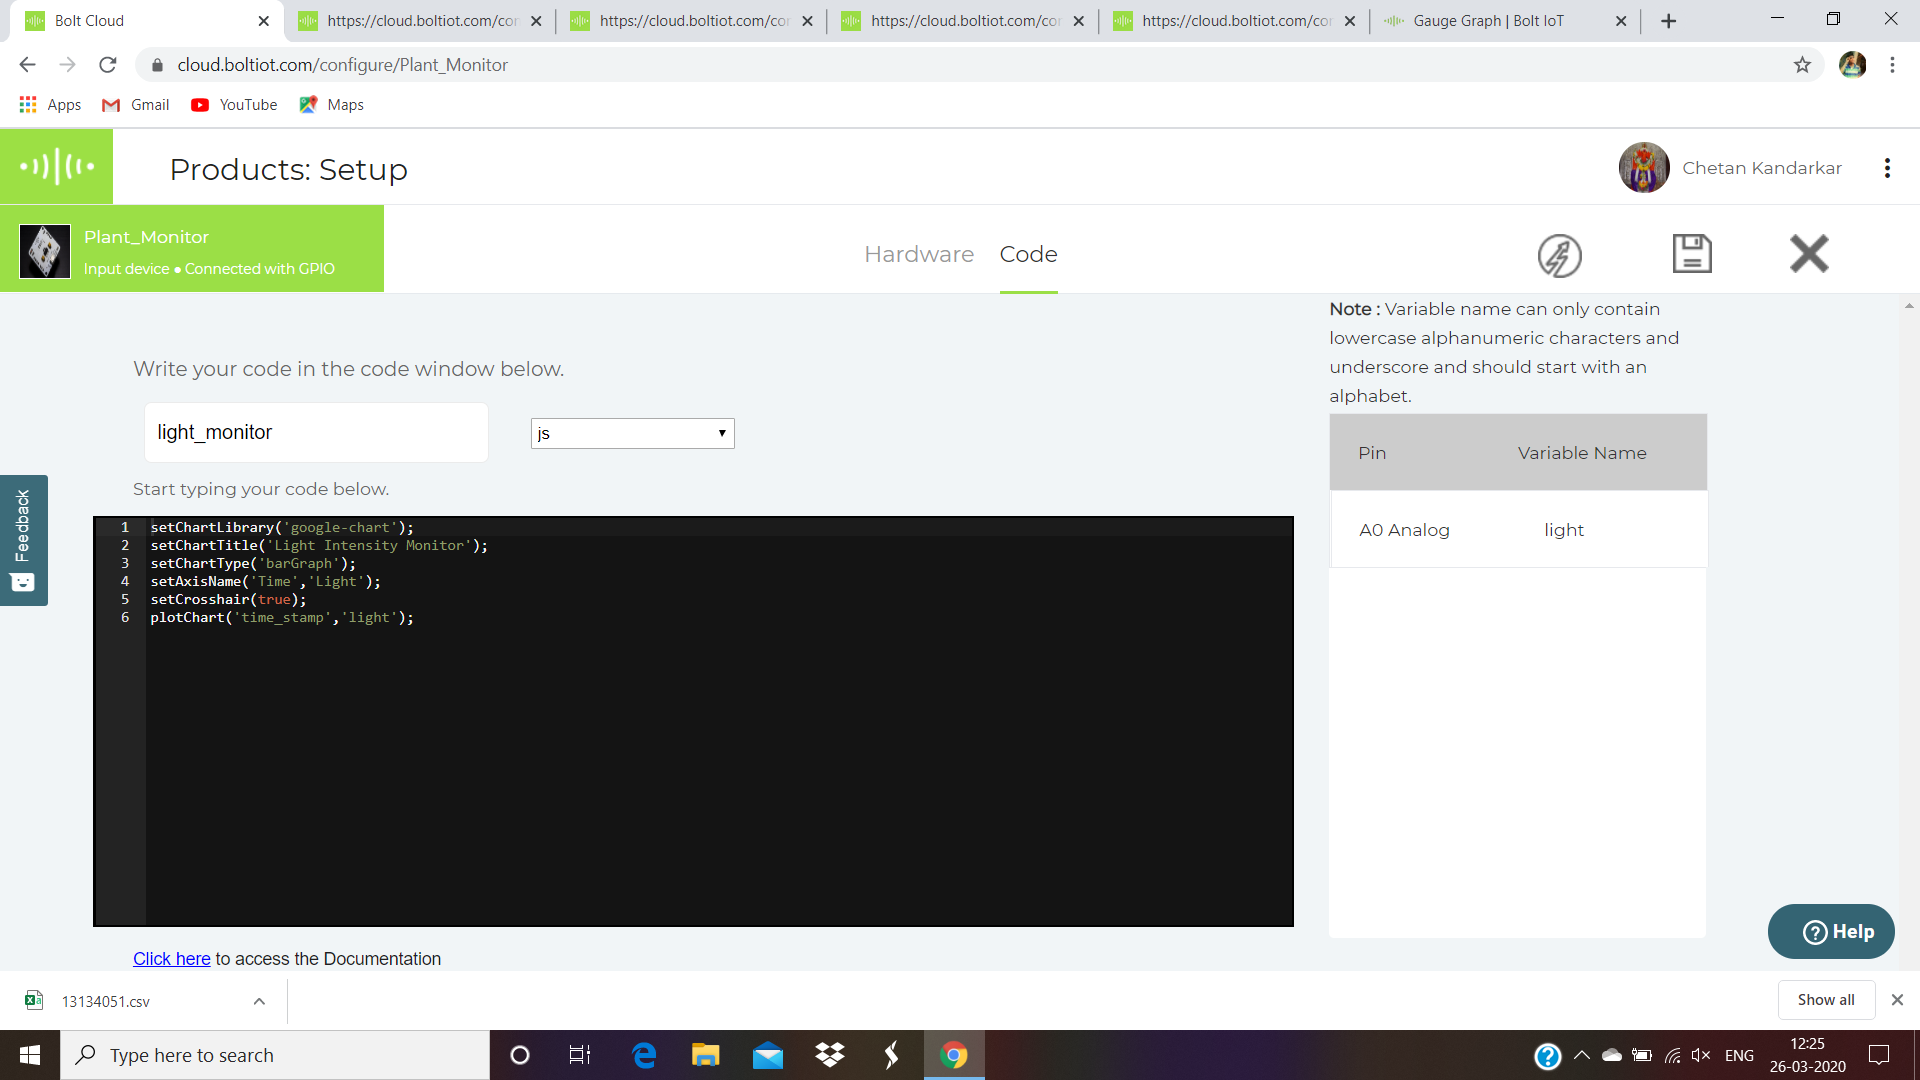 Bolt Cloud
https://cloud.boltiot.com/cor
https://cloud.boltiot.com/cor
https://cloud.boltiot.com/cor
https://cloud.boltiot.com/cor
Gauge Graph | Bolt IoT
cloud.boltiot.com/configure/Plant_Monitor
Apps
Gmail
YouTube
Maps
Products: Setup
Chetan Kandarkar
Plant_Monitor
Input device • Connected with GPIO
Hardware
Code
Note : Variable name can only contain
lowercase alphanumeric characters and
underscore and should start with an
alphabet.
Write your code in the code window below.
light_monitor
js
Pin
Variable Name
Start typing your code below.
Feedback
A0 Analog
light
1 setChartLibrary('google-chart');
2 setChartTitle('Light Intensity Monitor');
3 setChartType('barGraph');
4 setAxisName('Time','Light');
5 setCrosshair(true);
6 plotChart('time_stamp','light');
Help
Click here to access the Documentation
13134051.csv
Show all
Type here to search
ENG
12:25
26-03-2020